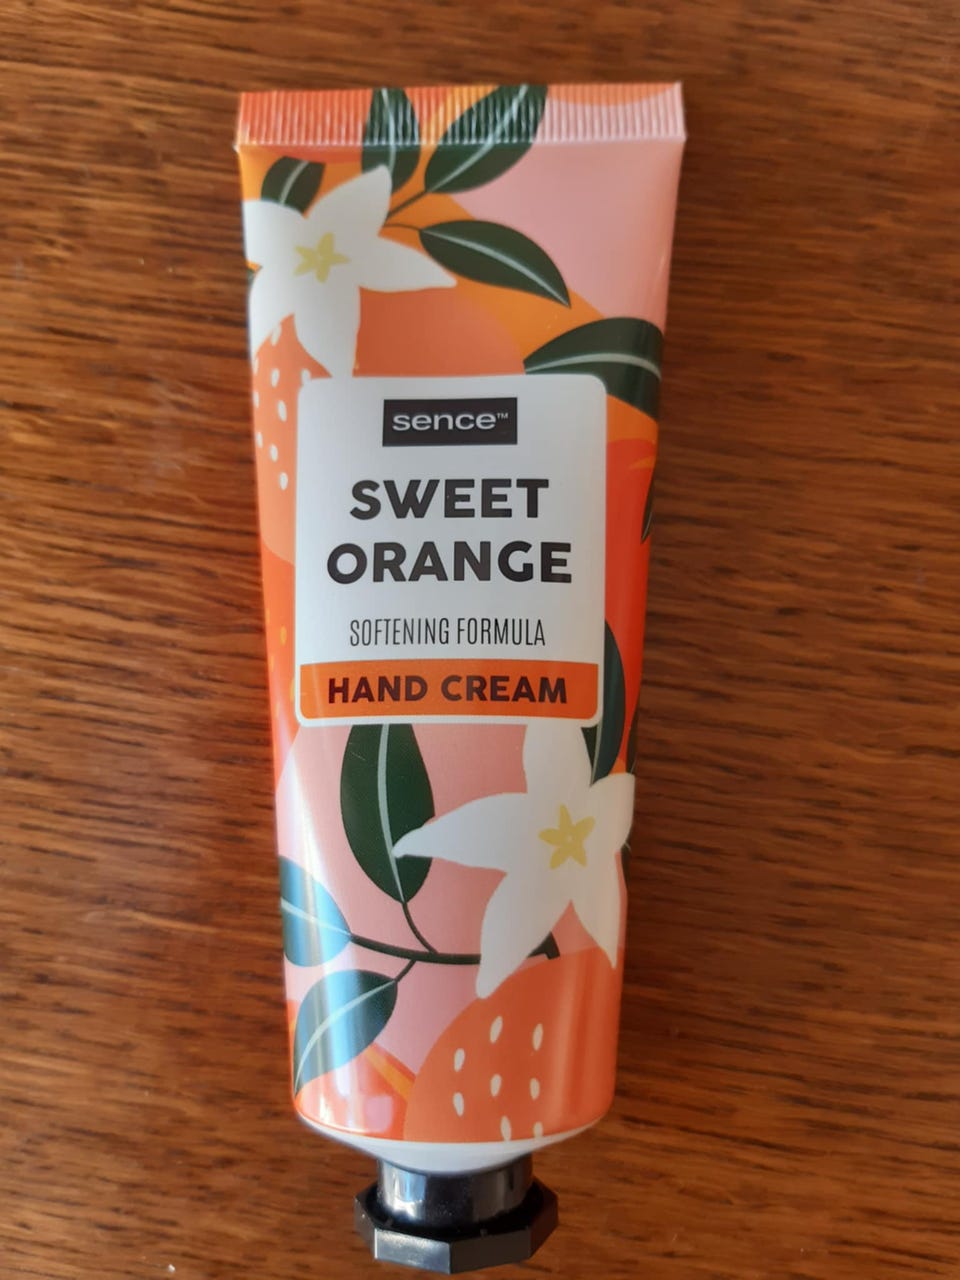 sence™
SWEET
ORANGE
SOFTENING FORMULA
HAND CREAM